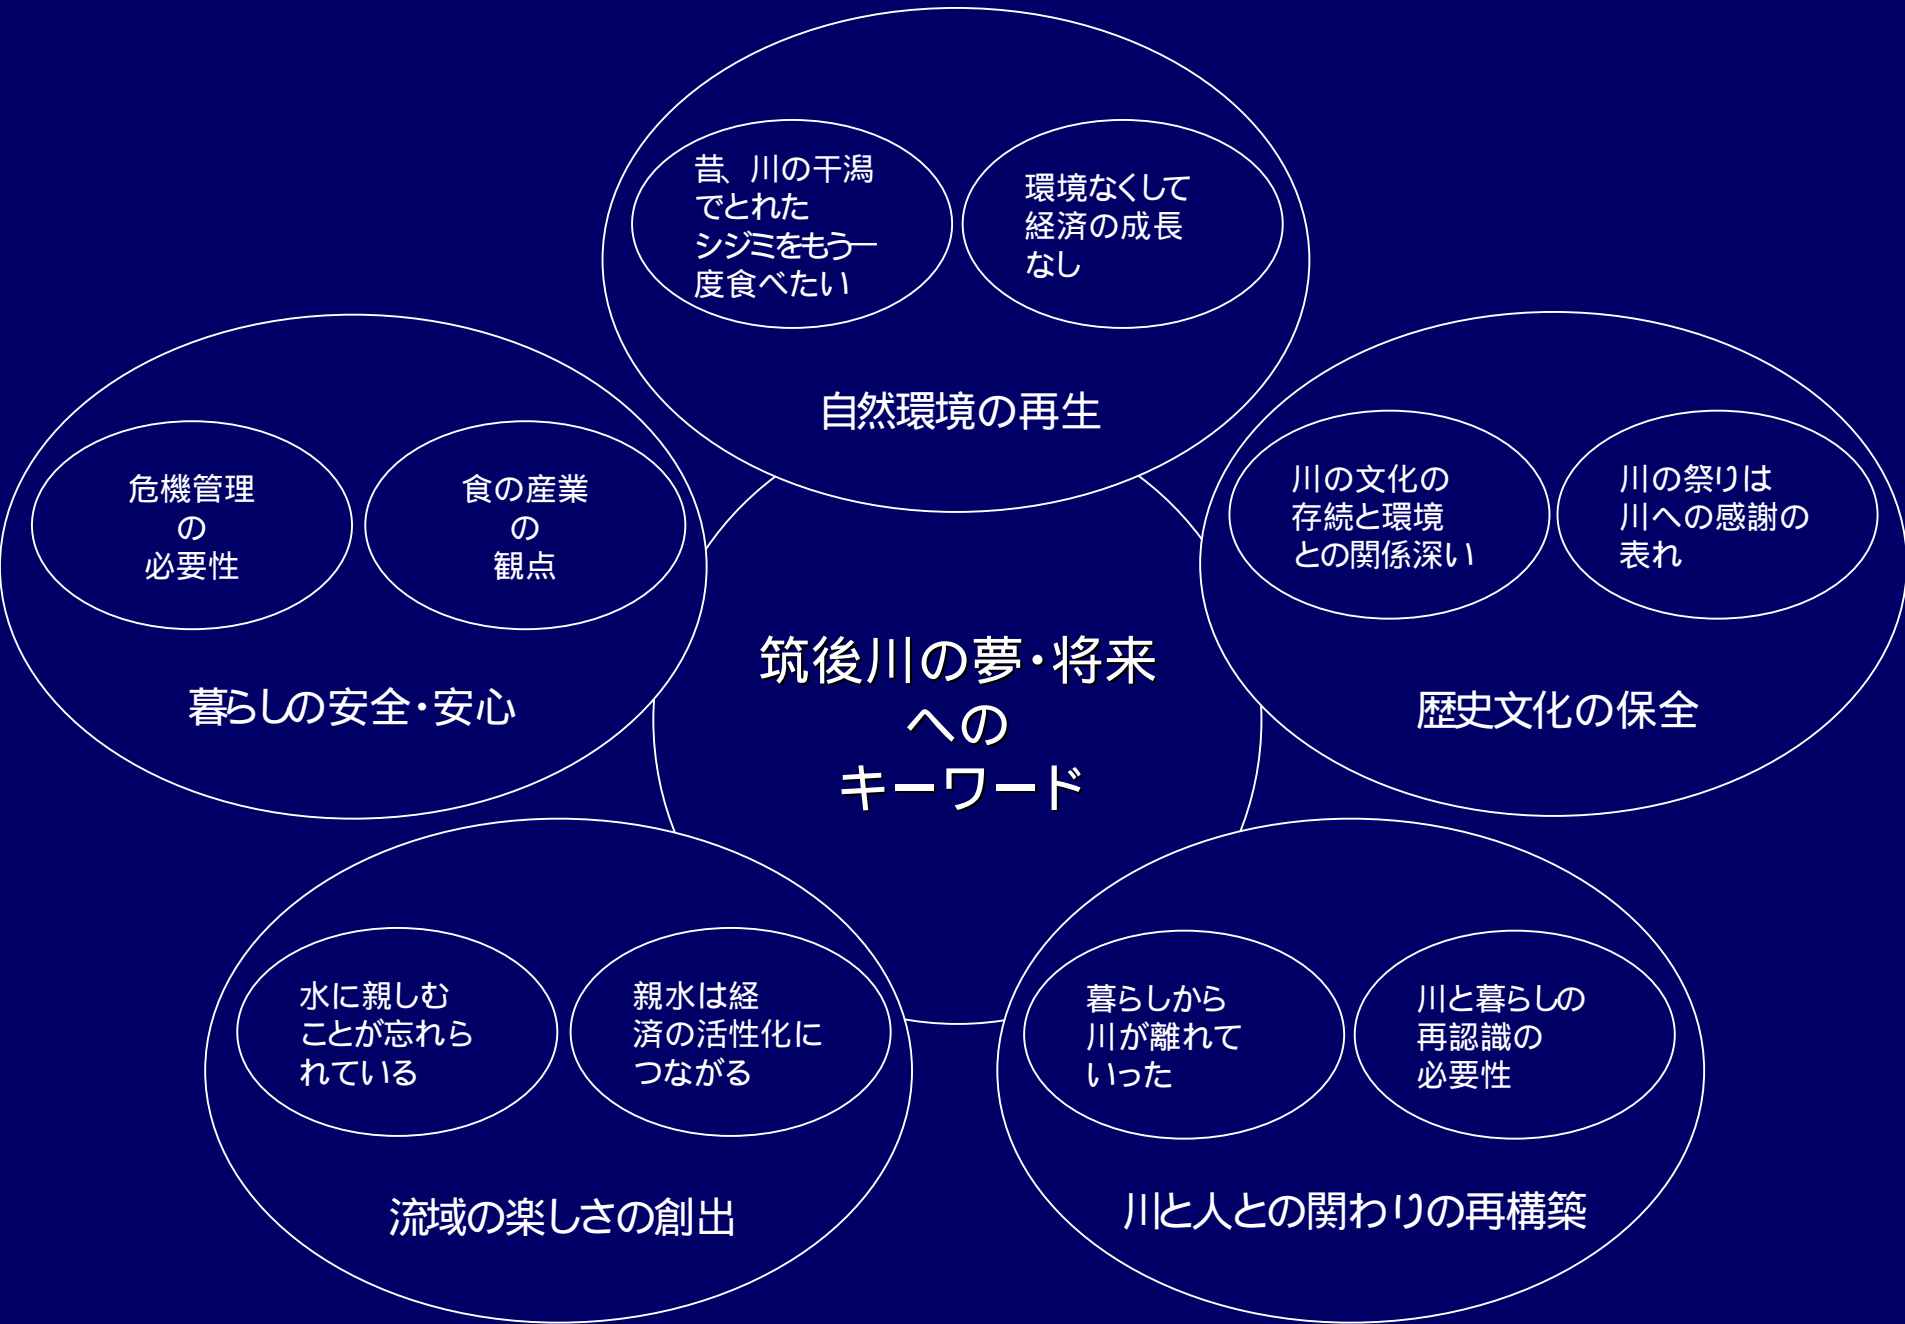 昔、川の干潟
でとれた
シジミをもう一
度食べたい
環境なくして
経済の成長
なし
自然環境の再生
危機管理
の
必要性
食の産業
の
観点
暮らしの安全・安心
川の文化の
存続と環境
との関係深い
川の祭りは
川への感謝の
表れ
歴史文化の保全
筑後川の夢・将来
への
キーワード
水に親しむ
ことが忘れら
れている
親水は経
済の活性化に
つながる
流域の楽しさの創出
暮らしから
川が離れて
いった
川と暮らしの
再認識の
必要性
川と人との関わりの再構築